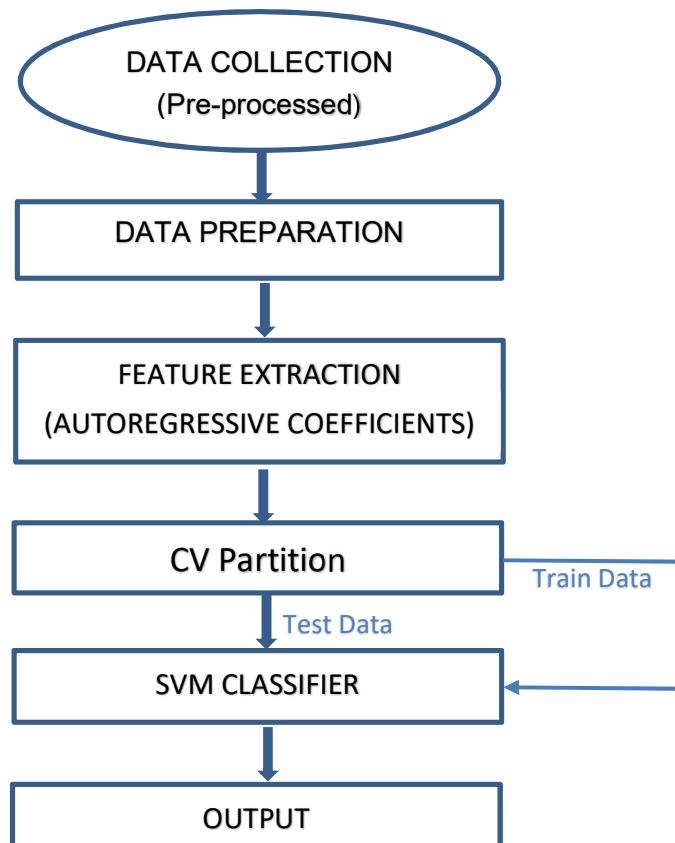 DATA COLLECTION
(Pre-processed)
DATA PREPARATION
FEATURE EXTRACTION
(AUTOREGRESSIVE COEFFICIENTS)
CV Partition
Train Data
Test Data
SVM CLASSIFIER
OUTPUT